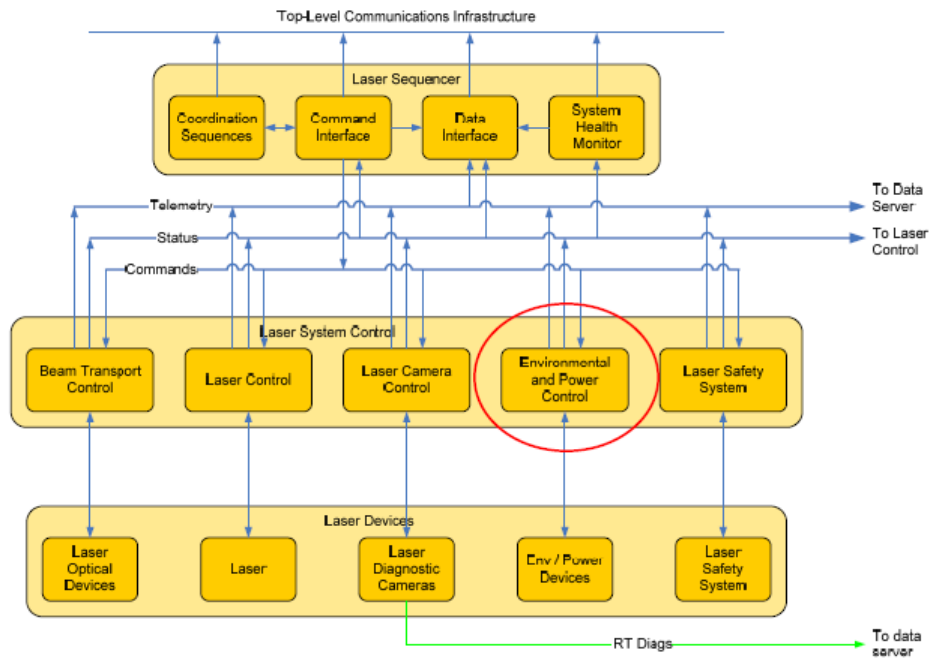 Top-Level Communications Infrastructure
Laser Sequencer
Coordination
Sequences
Command
Interface
Data
Interface
System
Health
Monitor
Telemetry
To Data
Server
Status
To Laser
Control
Commands
Laser System Control
Beam Transport
Control
Laser Control
Laser Camera
Control
Environmental
and Power
Control
Laser Safety
System
Laser Devices
Laser
Optical
Devices
Laser
Laser
Diagnostic
Cameras
Env / Power
Devices
Laser
Safety
System
RT Diags
To data
server